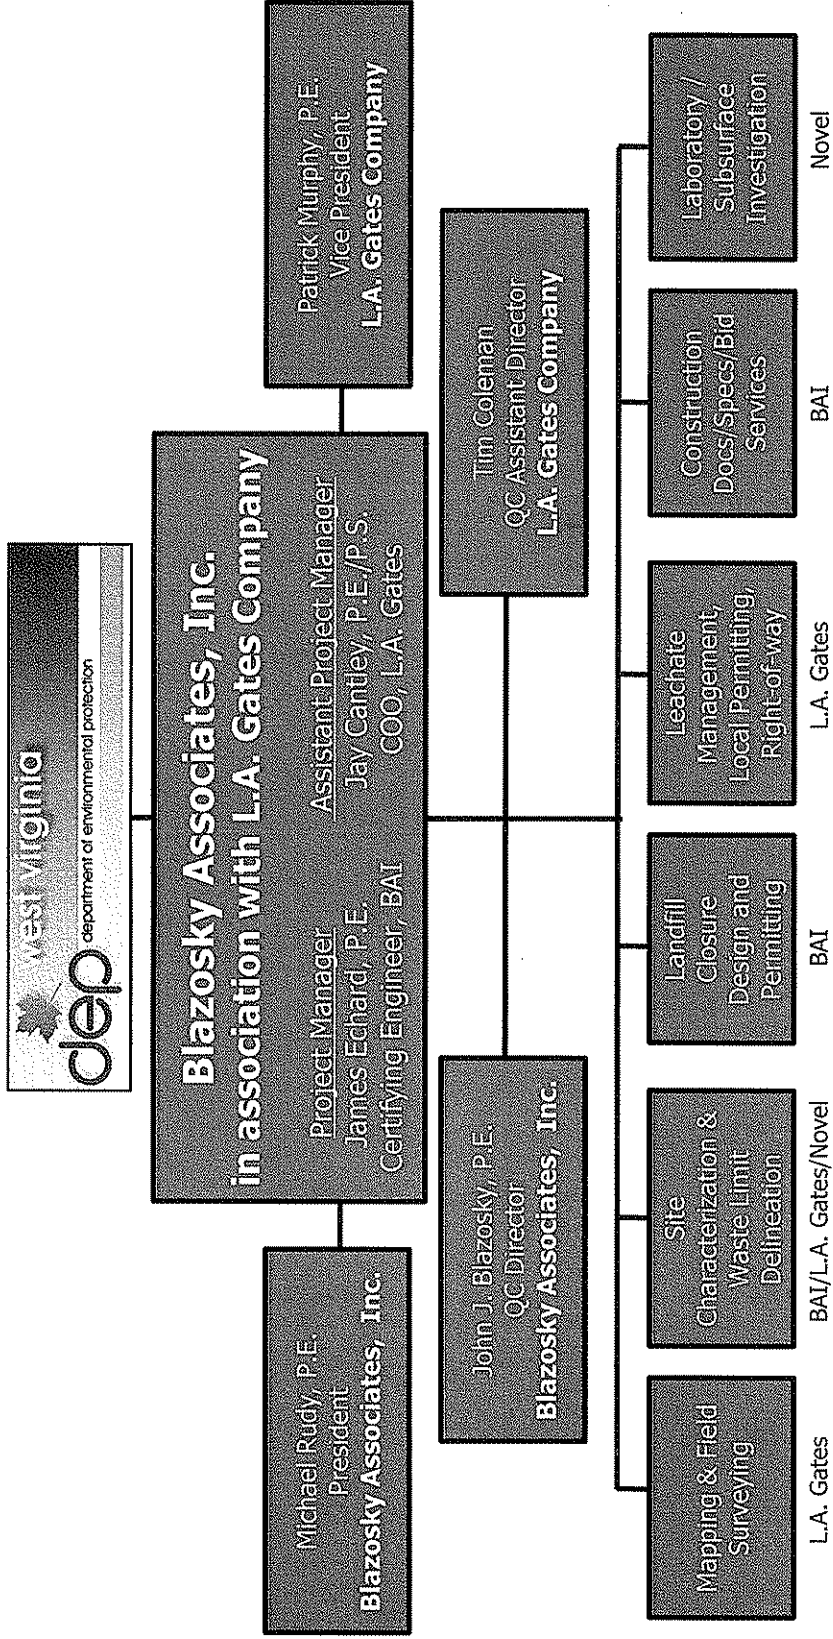 west virginia
dep department of environmental protection
Blazosky Associates, Inc.
in association with L.A. Gates Company
Project Manager
James Echard, P.E.
Certifying Engineer, BAI
Assistant Project Manager
Jay Cantley, P.E./P.S.
COO, L.A. Gates
Michael Rudy, P.E.
President
Blazosky Associates, Inc.
Patrick Murphy, P.E.
Vice President
L.A. Gates Company
John J. Blazosky, P.E.
QC Director
Blazosky Associates, Inc.
Tim Coleman
QC Assistant Director
L.A. Gates Company
Mapping & Field
Surveying
L.A. Gates
Site
Characterization &
Waste Limit
Delineation
BAI/L.A. Gates/Novel
Landfill
Closure
Design and
Permitting
BAI
Leachate
Management,
Local Permitting,
Right-of-way
L.A. Gates
Construction
Docs/Specs/Bid
Services
BAI
Laboratory /
Subsurface
Investigation
Novel